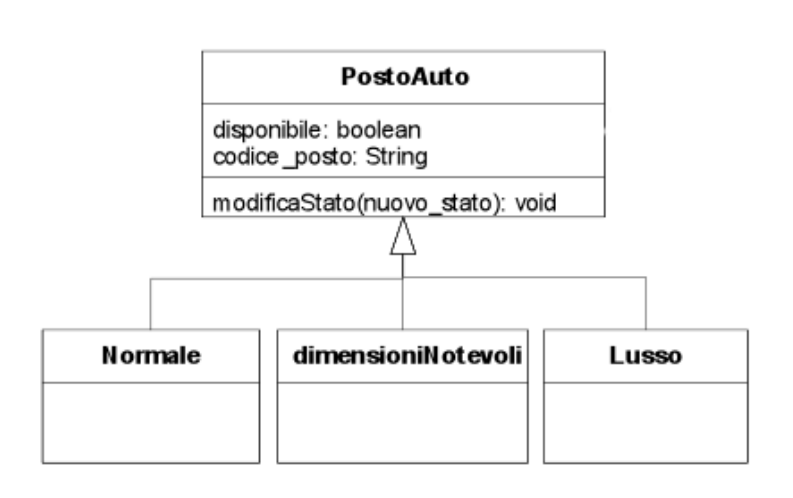 PostoAuto
disponibile: boolean
codice_posto: String
modificaStato(nuovo_stato): void
Normale
dimensioniNotevoli
Lusso